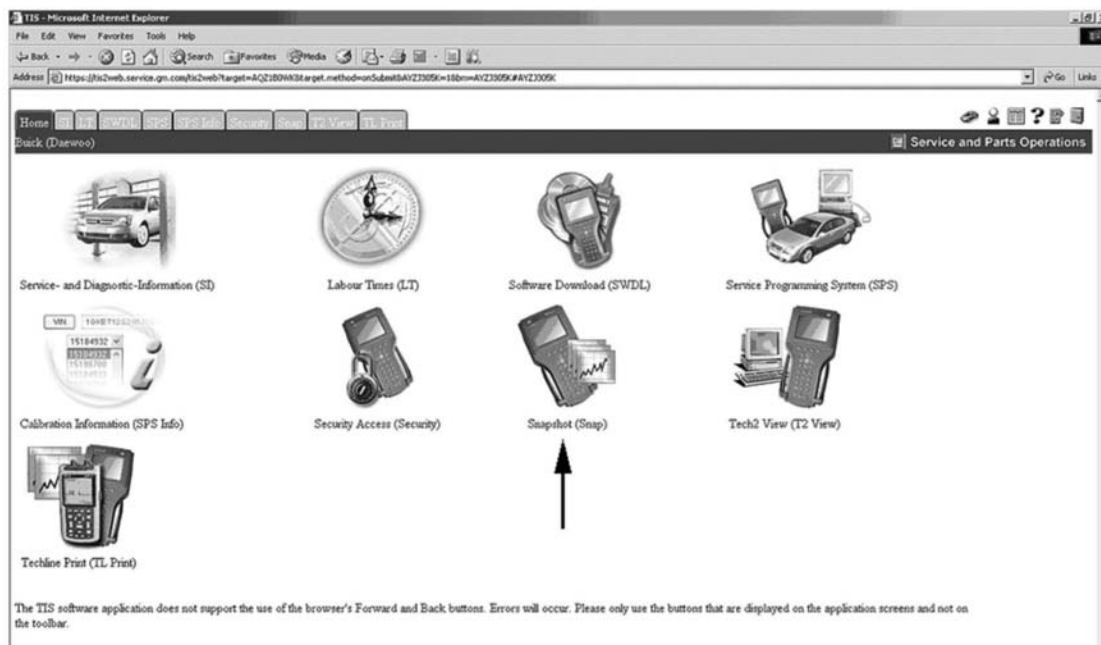 TIS - Microsoft Internet Explorer
File Edit View Favorites Tools Help
Back Search Favorites Media
Address Go Links
Home SI LT SWDL SPS SPS Info Security Snap T2 View TL Print
Buick (Daewoo) Service and Parts Operations
Service- and Diagnostic-Information (SI) Labour Times (LT) Software Download (SWDL) Service Programming System (SPS)
VIN
15184932
Calibration Information (SPS Info) Security Access (Security) Snapshot (Snap) Tech2 View (T2 View)
Techline Print (TL Print)
The TIS software application does not support the use of the browser's Forward and Back buttons. Errors will occur. Please only use the buttons that are displayed on the application screens and not on
the toolbar.